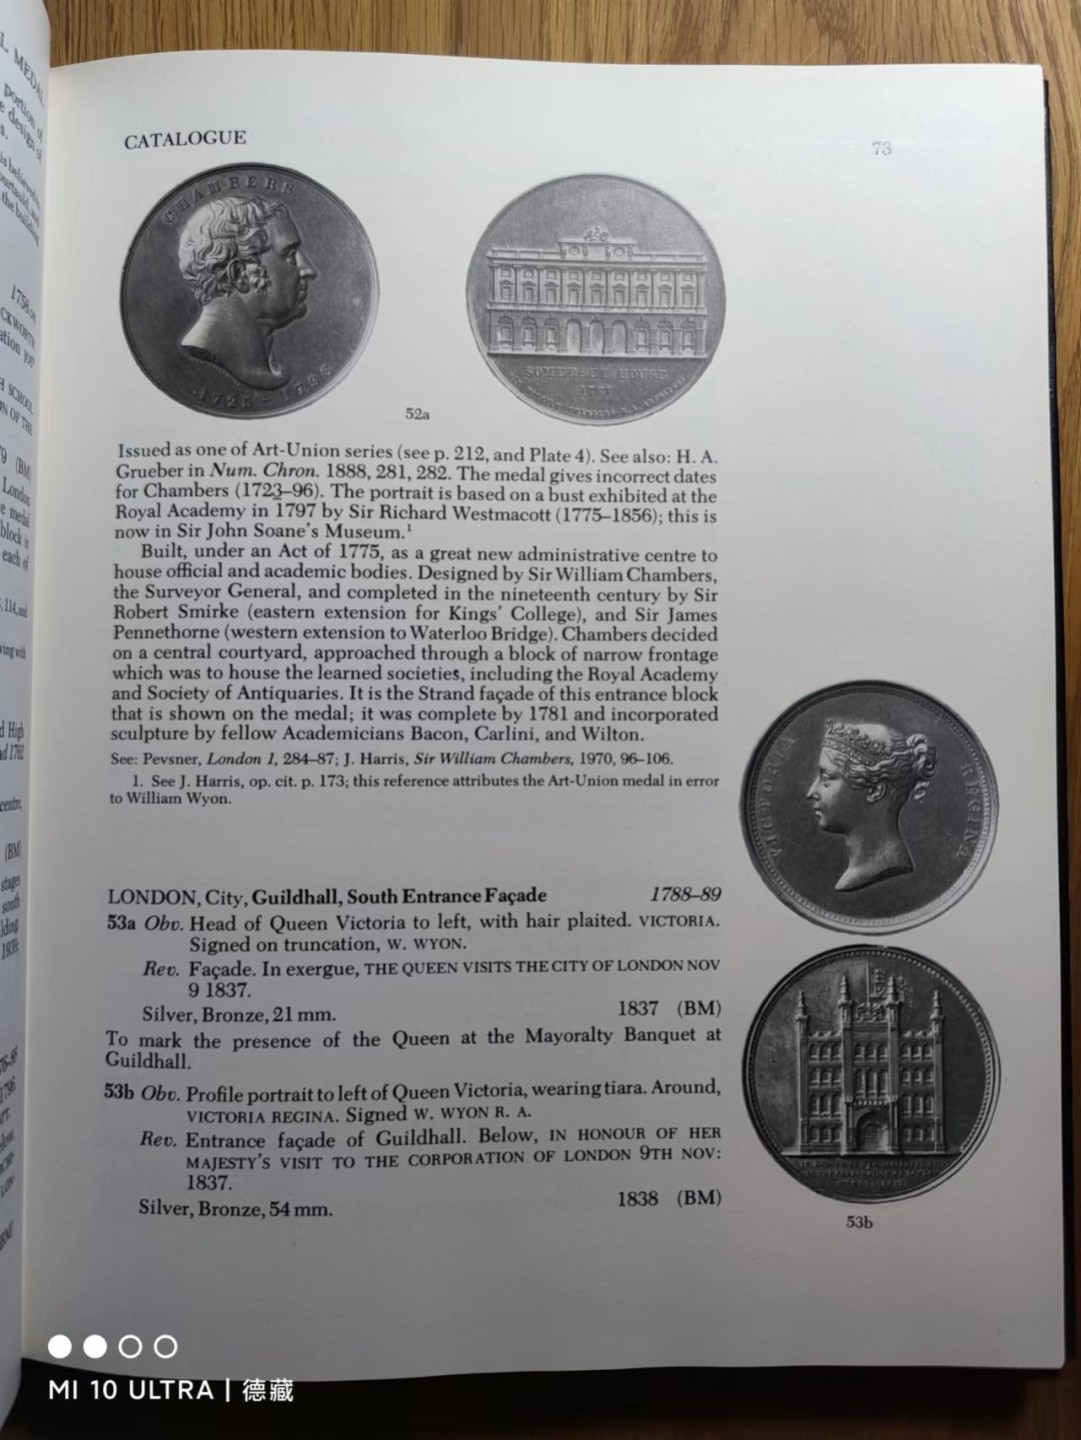 CATALOGUE
73
CHAMBERS
1726 - 1796
SOMERSET HOUSE
52a
Issued as one of Art-Union series (see p. 212, and Plate 4). See also: H. A.
Grueber in Num. Chron. 1888, 281, 282. The medal gives incorrect dates
for Chambers (1723–96). The portrait is based on a bust exhibited at the
Royal Academy in 1797 by Sir Richard Westmacott (1775–1856); this is
now in Sir John Soane's Museum.¹
Built, under an Act of 1775, as a great new administrative centre to
house official and academic bodies. Designed by Sir William Chambers,
the Surveyor General, and completed in the nineteenth century by Sir
Robert Smirke (eastern extension for Kings' College), and Sir James
Pennethorne (western extension to Waterloo Bridge). Chambers decided
on a central courtyard, approached through a block of narrow frontage
which was to house the learned societies, including the Royal Academy
and Society of Antiquaries. It is the Strand façade of this entrance block
that is shown on the medal; it was complete by 1781 and incorporated
sculpture by fellow Academicians Bacon, Carlini, and Wilton.
See: Pevsner, London 1, 284–87; J. Harris, Sir William Chambers, 1970, 96–106.
1. See J. Harris, op. cit. p. 173; this reference attributes the Art-Union medal in error
to William Wyon.
VICTORIA REGINA
LONDON, City, Guildhall, South Entrance Façade 1788–89
53a Obv. Head of Queen Victoria to left, with hair plaited. VICTORIA.
Signed on truncation, W. WYON.
Rev. Façade. In exergue, THE QUEEN VISITS THE CITY OF LONDON NOV
9 1837.
Silver, Bronze, 21 mm. 1837 (BM)
To mark the presence of the Queen at the Mayoralty Banquet at
Guildhall.
53b Obv. Profile portrait to left of Queen Victoria, wearing tiara. Around,
VICTORIA REGINA. Signed W. WYON R. A.
Rev. Entrance façade of Guildhall. Below, IN HONOUR OF HER
MAJESTY'S VISIT TO THE CORPORATION OF LONDON 9TH NOV:
1837.
Silver, Bronze, 54 mm. 1838 (BM)
53b
MI 10 ULTRA | 德藏